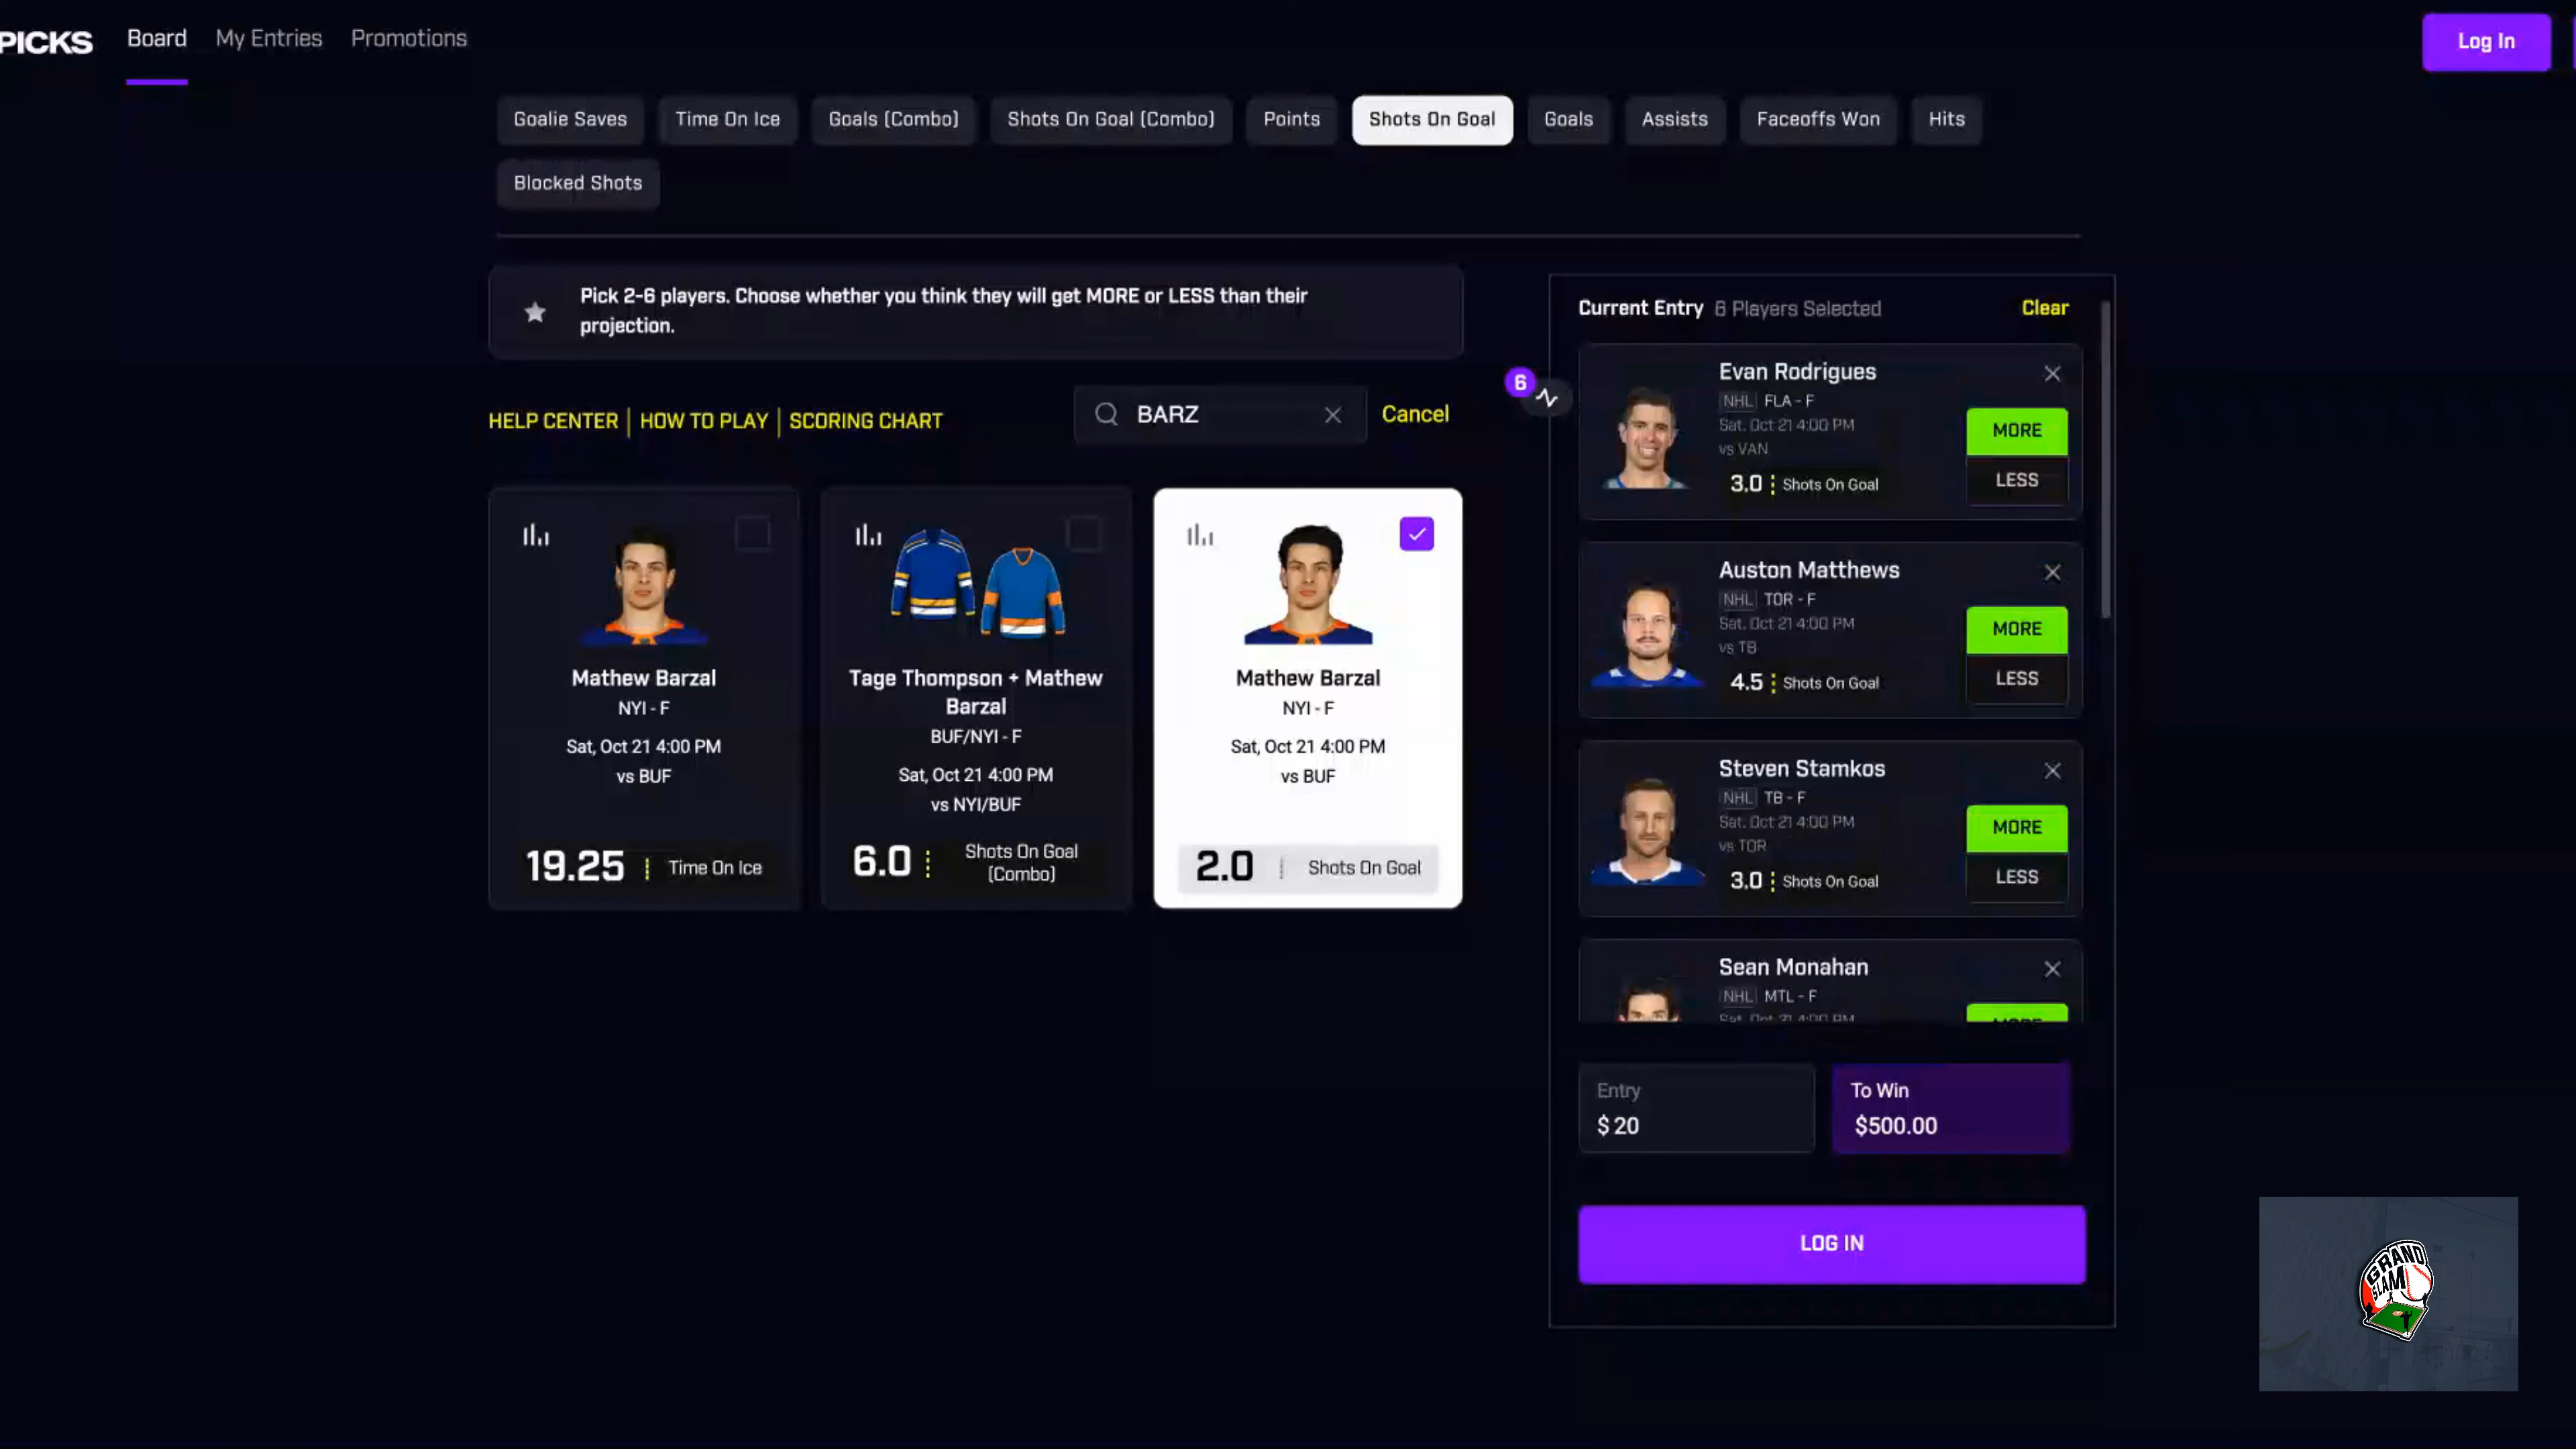 PICKS
Board
My Entries
Promotions
Log In
Goalie Saves
Time On Ice
Goals (Combo)
Shots On Goal (Combo)
Points
Shots On Goal
Goals
Assists
Faceoffs Won
Hits
Blocked Shots
Pick 2-6 players. Choose whether you think they will get MORE or LESS than their
projection.
HELP CENTER
HOW TO PLAY
SCORING CHART
BARZ
Cancel
Mathew Barzal
NYI - F
Sat, Oct 21 4:00 PM
vs BUF
19.25
Time On Ice
Tage Thompson + Mathew
Barzal
BUF/NYI - F
Sat, Oct 21 4:00 PM
vs NYI/BUF
6.0
Shots On Goal
(Combo)
Mathew Barzal
NYI - F
Sat, Oct 21 4:00 PM
vs BUF
2.0
Shots On Goal
6
Current Entry 6 Players Selected
Clear
Evan Rodrigues
NHL FLA - F
Sat. Oct 21 4:00 PM
vs VAN
3.0 Shots On Goal
MORE
LESS
Auston Matthews
NHL TOR - F
Sat. Oct 21 4:00 PM
vs TB
4.5 Shots On Goal
MORE
LESS
Steven Stamkos
NHL TB - F
Sat. Oct 21 4:00 PM
vs TOR
3.0 Shots On Goal
MORE
LESS
Sean Monahan
NHL MTL - F
Sat. Oct 21 4:00 PM
MORE
Entry
$ 20
To Win
$500.00
LOG IN
GRAND
SLAM